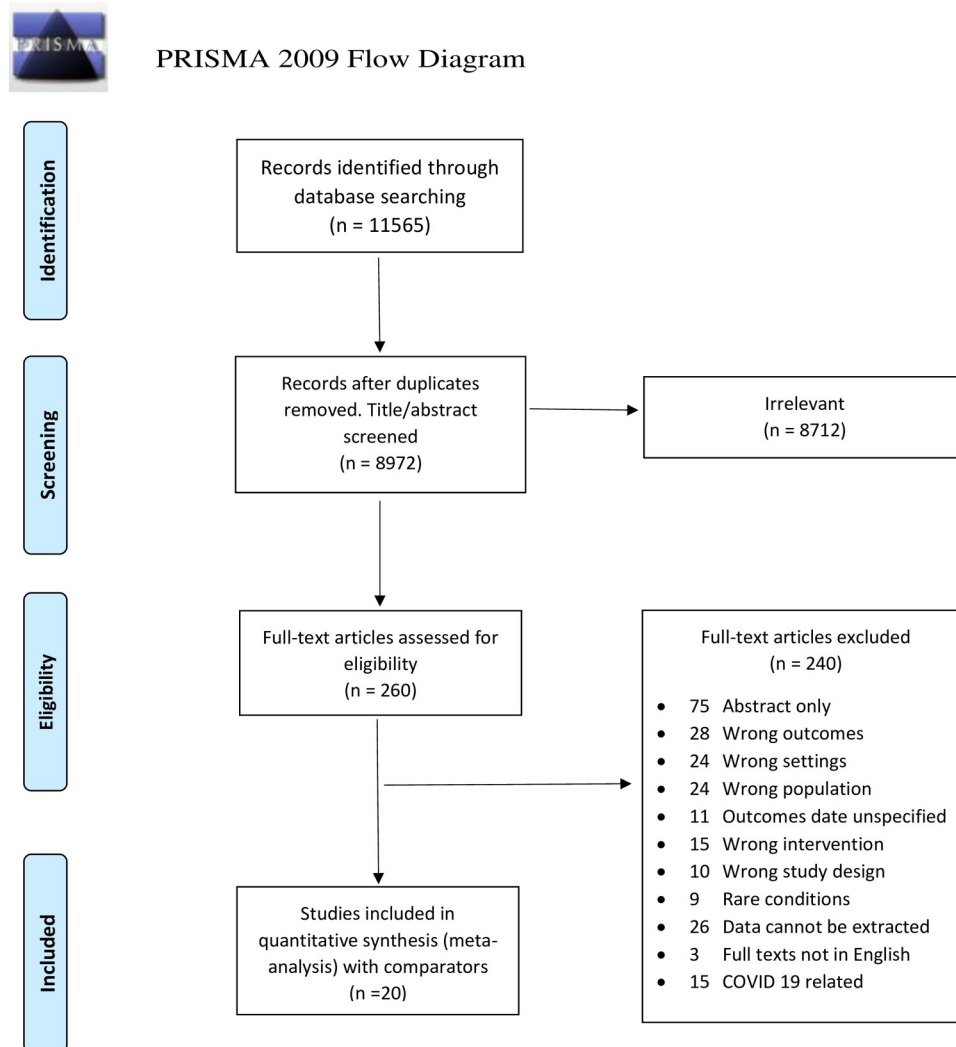 PRISMA
PRISMA 2009 Flow Diagram
Identification
Records identified through
database searching
(n = 11565)
Screening
Records after duplicates
removed. Title/abstract
screened
(n = 8972)
Irrelevant
(n = 8712)
Eligibility
Full-text articles assessed for
eligibility
(n = 260)
Full-text articles excluded
(n = 240)
• 75 Abstract only
• 28 Wrong outcomes
• 24 Wrong settings
• 24 Wrong population
• 11 Outcomes date unspecified
• 15 Wrong intervention
• 10 Wrong study design
• 9 Rare conditions
• 26 Data cannot be extracted
• 3 Full texts not in English
• 15 COVID 19 related
Included
Studies included in
quantitative synthesis (meta-
analysis) with comparators
(n =20)